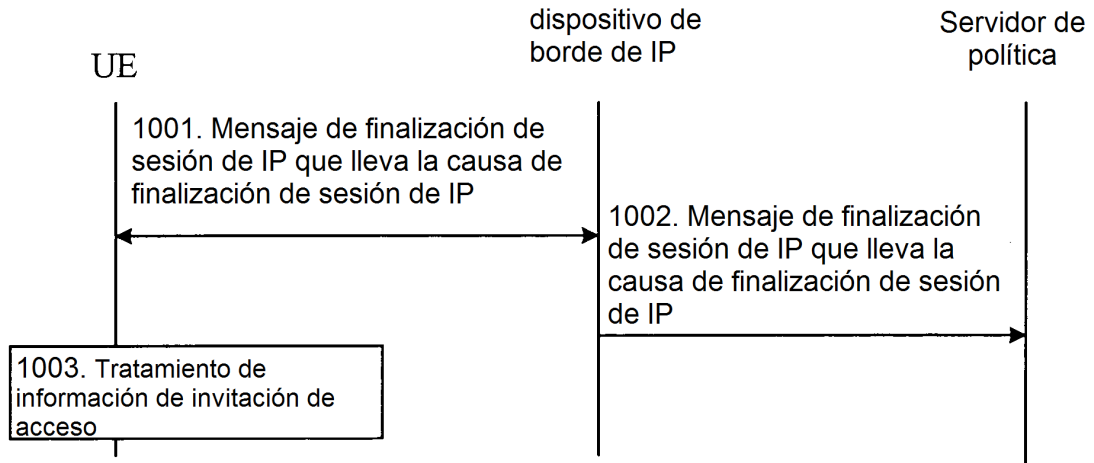 UE
dispositivo de
borde de IP
Servidor de
política
1001. Mensaje de finalización de
sesión de IP que lleva la causa de
finalización de sesión de IP
1002. Mensaje de finalización
de sesión de IP que lleva la
causa de finalización de sesión
de IP
1003. Tratamiento de
información de invitación de
acceso